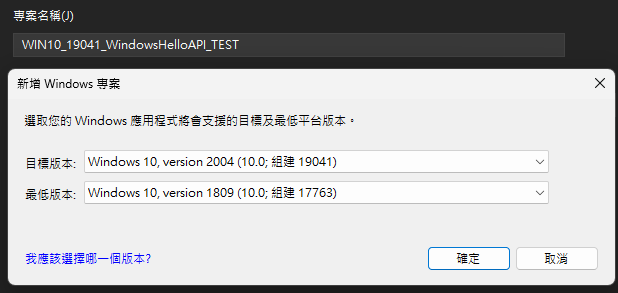 專案名稱(J)
WIN10_19041_WindowsHelloAPI_TEST
新增 Windows 專案
選取您的 Windows 應用程式將會支援的目標及最低平台版本。
目標版本: Windows 10, version 2004 (10.0; 組建 19041)
最低版本: Windows 10, version 1809 (10.0; 組建 17763)
我應該選擇哪一個版本? 確定 取消